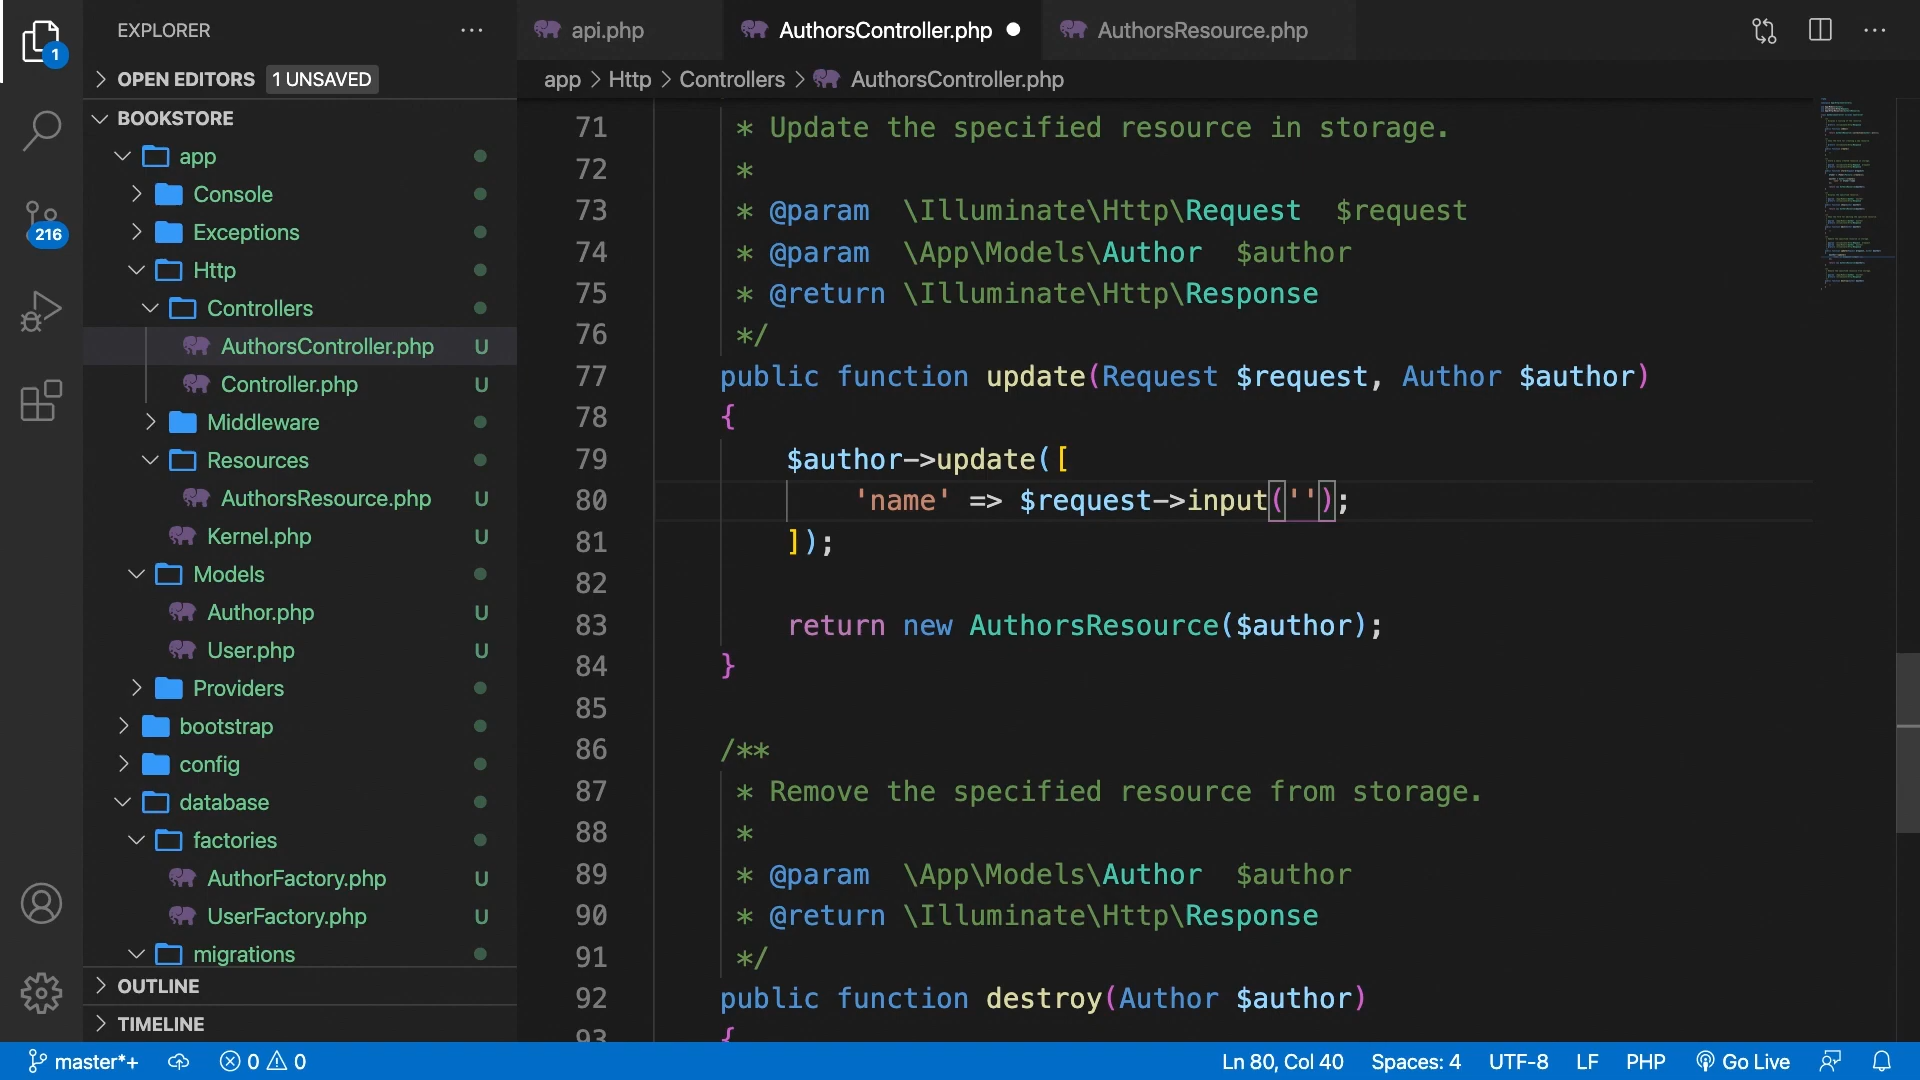 EXPLORER
OPEN EDITORS 1 UNSAVED
BOOKSTORE
app
Console
Exceptions
Http
Controllers
AuthorsController.php U
Controller.php U
Middleware
Resources
AuthorsResource.php U
Kernel.php U
Models
Author.php U
User.php U
Providers
bootstrap
config
database
factories
AuthorFactory.php U
UserFactory.php U
migrations
OUTLINE
TIMELINE
1
216
api.php AuthorsController.php AuthorsResource.php
app > Http > Controllers > AuthorsController.php
71 * Update the specified resource in storage.
72 *
73 * @param  \Illuminate\Http\Request  $request
74 * @param  \App\Models\Author  $author
75 * @return \Illuminate\Http\Response
76 */
77 public function update(Request $request, Author $author)
78 {
79 $author->update([
80 'name' => $request->input('');
81 ]);
82
83 return new AuthorsResource($author);
84 }
85
86 /**
87 * Remove the specified resource from storage.
88 *
89 * @param  \App\Models\Author  $author
90 * @return \Illuminate\Http\Response
91 */
92 public function destroy(Author $author)
93 {
master*+ 0 0 Ln 80, Col 40 Spaces: 4 UTF-8 LF PHP Go Live